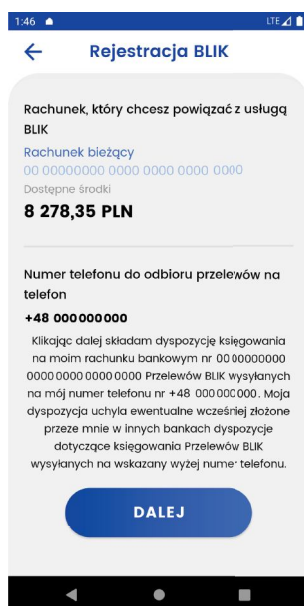 1:46 LTE
Rejestracja BLIK
Rachunek, który chcesz powiązać z usługą
BLIK
Rachunek bieżący
00 00000000 0000 0000 0000 0000
Dostępne środki
8 278,35 PLN
Numer telefonu do odbioru przelewów na
telefon
+48 000 000 000
Klikając dalej składam dyspozycję księgowania
na moim rachunku bankowym nr 00 00000000
0000 0000 0000 0000 Przelewów BLIK wysyłanych
na mój numer telefonu nr +48 000 000 000. Moja
dyspozycja uchyla ewentualne wcześniej złożone
przeze mnie w innych bankach dyspozycje
dotyczące księgowania Przelewów BLIK
wysyłanych na wskazany wyżej numer telefonu.
DALEJ